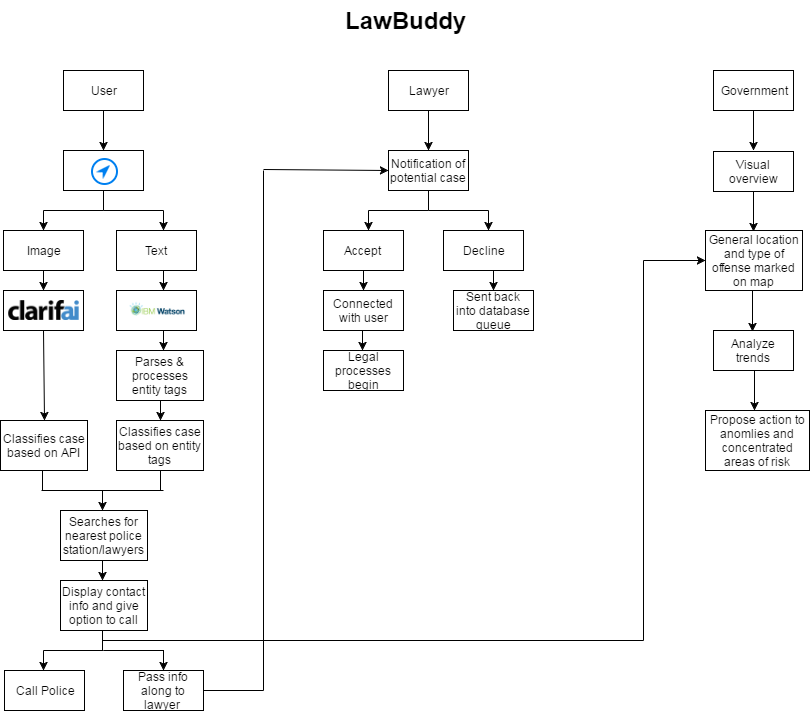 LawBuddy
User
Image
Text
clarifai
IBM Watson
Parses &
processes
entity tags
Classifies case
based on API
Classifies case
based on entity
tags
Searches for
nearest police
station/lawyers
Display contact
info and give
option to call
Call Police
Pass info
along to
lawyer
Lawyer
Notification of
potential case
Accept
Decline
Connected
with user
Sent back
into database
queue
Legal
processes
begin
Government
Visual
overview
General location
and type of
offense marked
on map
Analyze
trends
Propose action to
anomlies and
concentrated
areas of risk